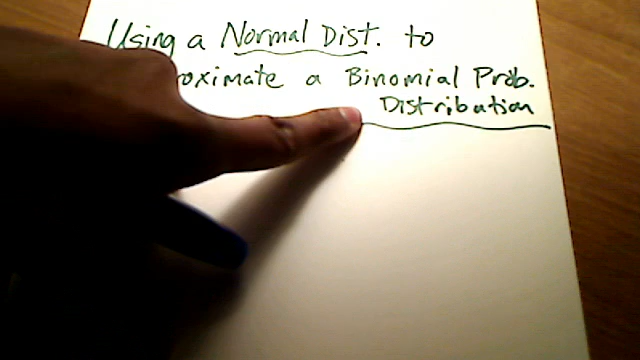 Using a Normal Dist. to
oximate a Binomial Prob.
Distribution